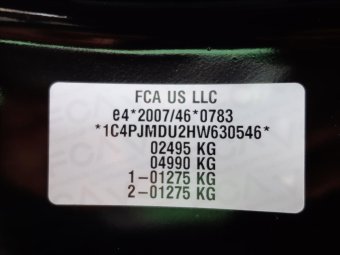 FCA US LLC
e4*2007/46*0783
*1C4PJMDU2HW630546*
02495 KG
04990 KG
1-01275 KG
2-01275 KG